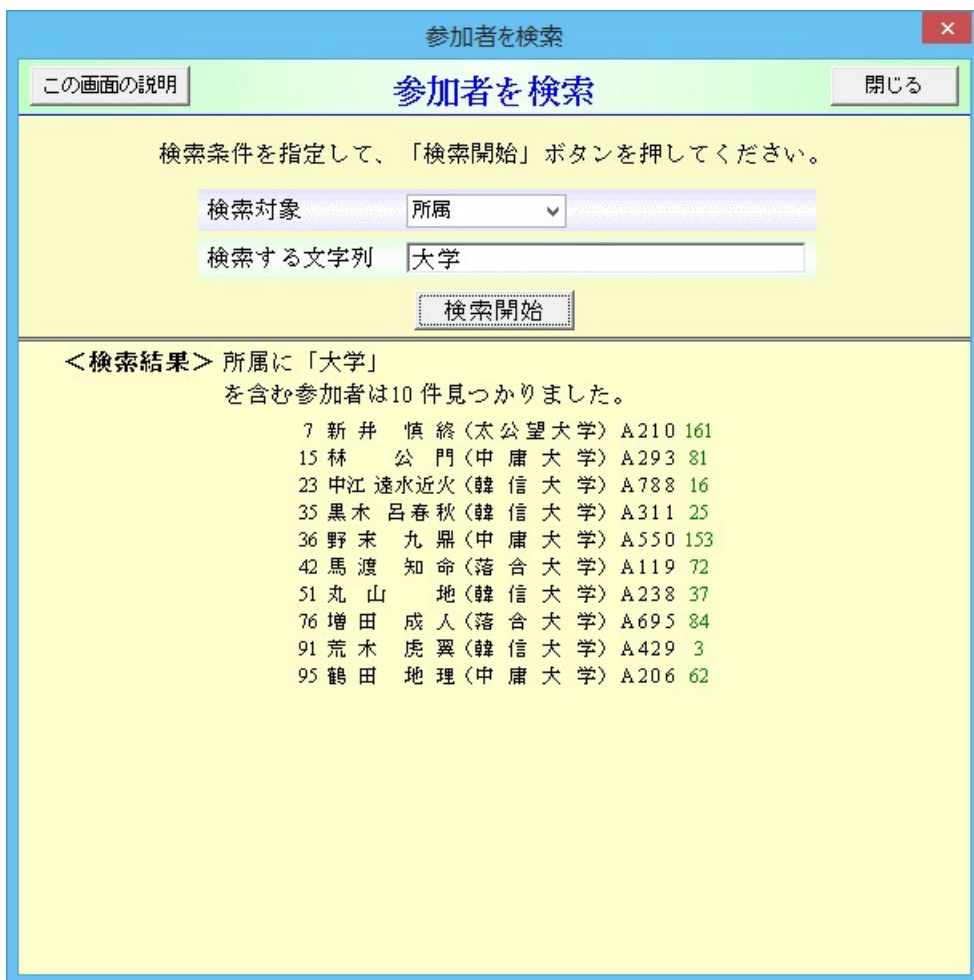 参加者を検索
この画面の説明 参加者を検索 閉じる
検索条件を指定して、「検索開始」ボタンを押してください。
検索対象 所属
検索する文字列 大学
検索開始
＜検索結果＞ 所属に「大学」
を含む参加者は10 件見つかりました。
7 新井 慎終(太公望大学) A210 161
15 林 公門(中庸大学) A293 81
23 中江 遠水近火(韓信大学) A788 16
35 黒木 呂春秋(韓信大学) A311 25
36 野末 九鼎(中庸大学) A550 153
42 馬渡 知命(落合大学) A119 72
51 丸山 地(韓信大学) A238 37
76 増田 成人(落合大学) A695 84
91 荒木 虎翼(韓信大学) A429 3
95 鶴田 地理(中庸大学) A206 62